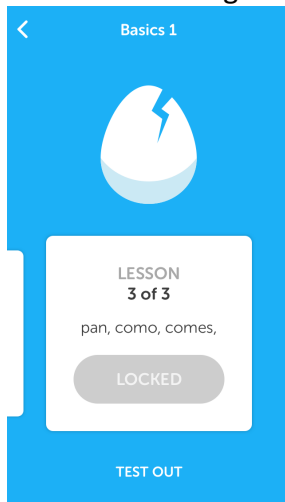 Basics 1
LESSON
3 of 3
pan, como, comes,
LOCKED
TEST OUT